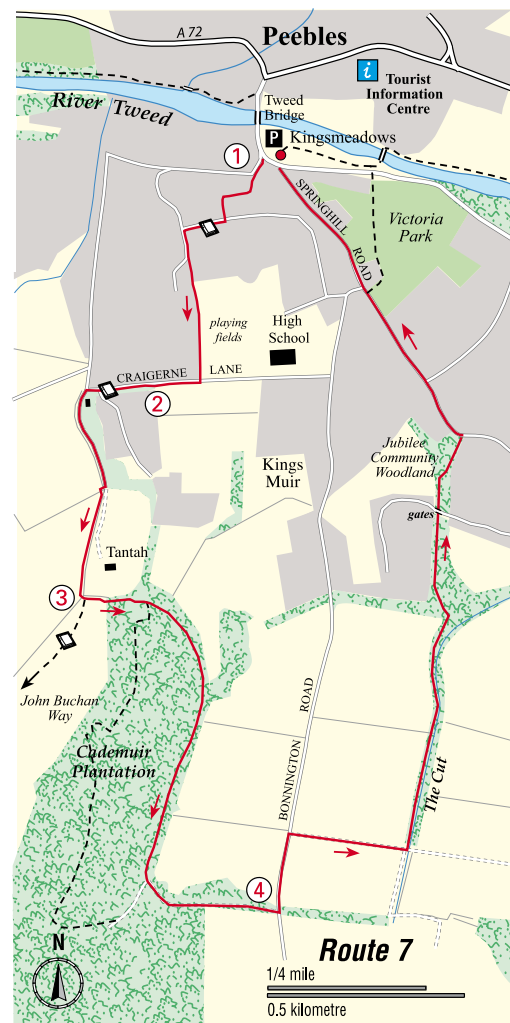 A 72
Peebles
i
Tourist
Information
Centre
River Tweed
Tweed
Bridge
P
Kingsmeadows
1
SPRINGHILL
ROAD
Victoria
Park
playing
fields
High
School
CRAIGERNE LANE
2
Jubilee
Community
Woodland
Kings
Muir
gates
Tantah
3
John Buchan
Way
BONNINGTON ROAD
Cademuir
Plantation
The Cut
4
N
Route 7
1/4 mile
0.5 kilometre